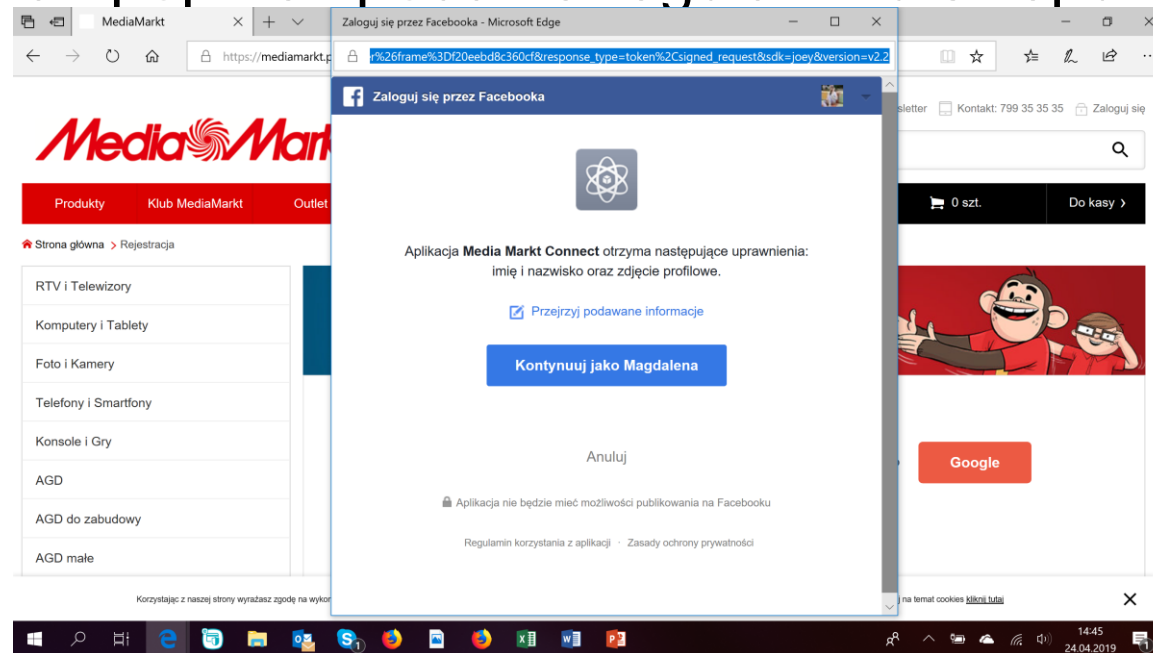 MediaMarkt
Zaloguj się przez Facebooka - Microsoft Edge
https://mediamarkt.p
r%26frame%3Df20eebd8c360cf&response_type=token%2Csigned_request&sdk=joey&version=v2.2
Zaloguj się przez Facebooka
sletter Kontakt: 799 35 35 35 Zaloguj się
Media Mark
Produkty Klub MediaMarkt Outlet
0 szt. Do kasy
Strona główna > Rejestracja
Aplikacja Media Markt Connect otrzyma następujące uprawnienia:
imię i nazwisko oraz zdjęcie profilowe.
Przejrzyj podawane informacje
Kontynuuj jako Magdalena
Anuluj
Aplikacja nie będzie mieć możliwości publikowania na Facebooku
Regulamin korzystania z aplikacji · Zasady ochrony prywatności
RTV i Telewizory
Komputery i Tablety
Foto i Kamery
Telefony i Smartfony
Konsole i Gry
AGD
AGD do zabudowy
AGD małe
Google
Korzystając z naszej strony wyrażasz zgodę na wykor
j na temat cookies kliknij tutaj
14:45
24.04.2019